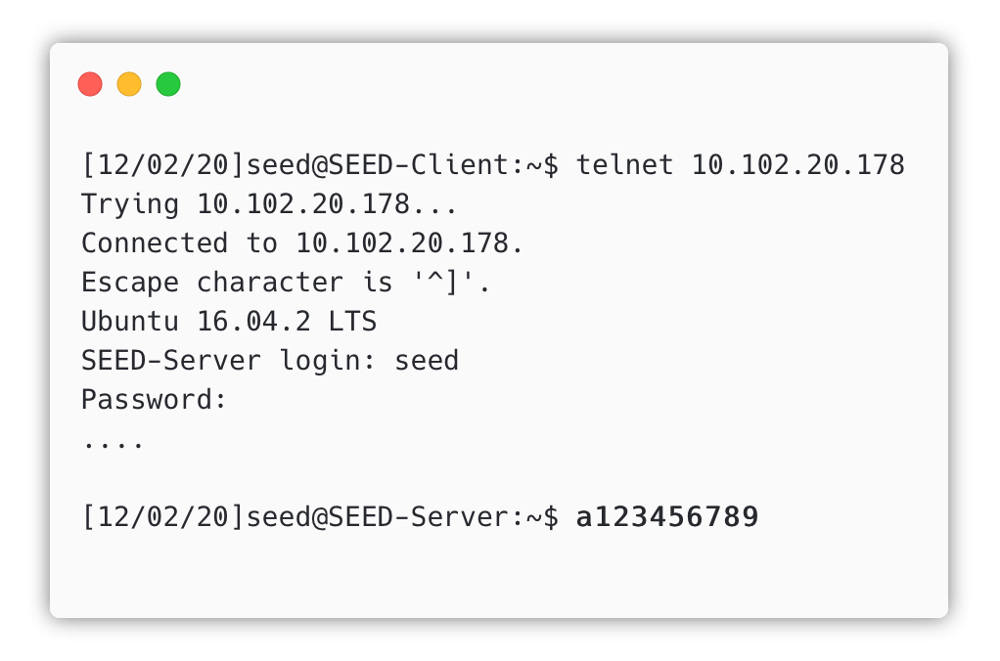 [12/02/20]seed@SEED-Client:~$ telnet 10.102.20.178
Trying 10.102.20.178...
Connected to 10.102.20.178.
Escape character is '^]'.
Ubuntu 16.04.2 LTS
SEED-Server login: seed
Password:
....
[12/02/20]seed@SEED-Server:~$ a123456789